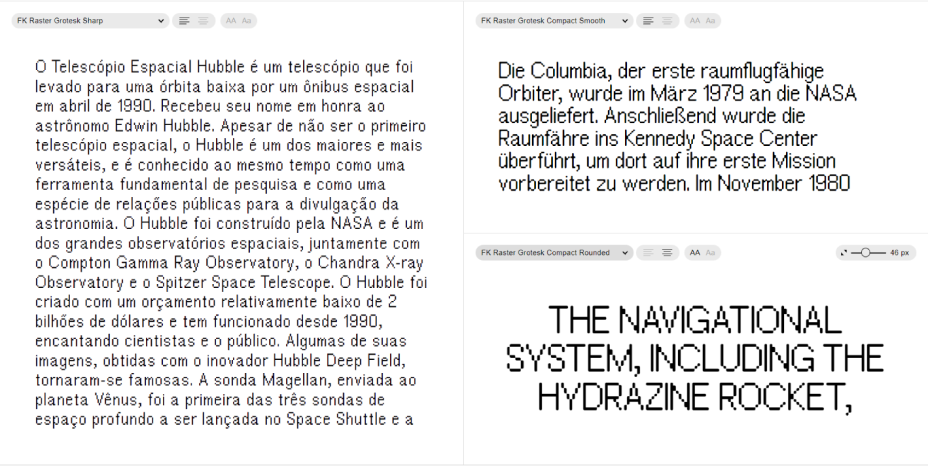 FK Raster Grotesk Sharp
AA Aa
O Telescópio Espacial Hubble é um telescópio que foi
levado para uma órbita baixa por um ônibus espacial
em abril de 1990. Recebeu seu nome em honra ao
astrônomo Edwin Hubble. Apesar de não ser o primeiro
telescópio espacial, o Hubble é um dos maiores e mais
versáteis, e é conhecido ao mesmo tempo como uma
ferramenta fundamental de pesquisa e como uma
espécie de relações públicas para a divulgação da
astronomia. O Hubble foi construído pela NASA e é um
dos grandes observatórios espaciais, juntamente com
o Compton Gamma Ray Observatory, o Chandra X-ray
Observatory e o Spitzer Space Telescope. O Hubble foi
criado com um orçamento relativamente baixo de 2
bilhões de dólares e tem funcionado desde 1990,
encantando cientistas e o público. Algumas de suas
imagens, obtidas com o inovador Hubble Deep Field,
tornaram-se famosas. A sonda Magellan, enviada ao
planeta Vênus, foi a primeira das três sondas de
espaço profundo a ser lançada no Space Shuttle e a
FK Raster Grotesk Compact Smooth
AA Aa
Die Columbia, der erste raumflugfähige
Orbiter, wurde im März 1979 an die NASA
ausgeliefert. Anschließend wurde die
Raumfähre ins Kennedy Space Center
überführt, um dort auf ihre erste Mission
vorbereitet zu werden. Im November 1980
FK Raster Grotesk Compact Rounded
AA Aa
46 px
THE NAVIGATIONAL
SYSTEM, INCLUDING THE
HYDRAZINE ROCKET,